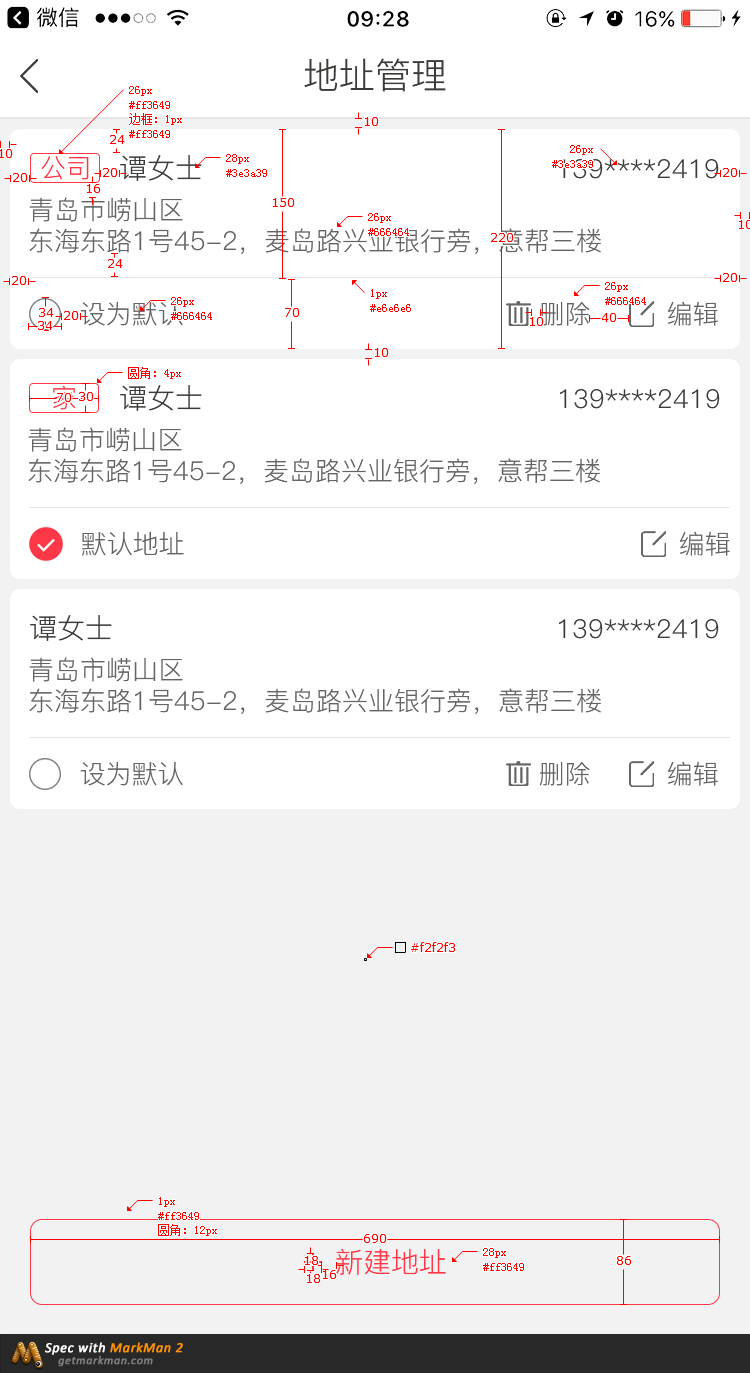 微信 09:28 16%
地址管理
26px
#ff3649
边框：1px
#ff3649
10
24
28px
#3e3a39
26px
#3e3a39
10
20
公司
20
谭女士
139****2419
20
16
150
10
青岛市崂山区
26px
#666464
220
东海东路1号45-2，麦岛路兴业银行旁，意帮三楼
24
20
20
1px
#e6e6e6
26px
#666464
26px
#666464
34
34
20
设为默认
70
删除
10
40
编辑
10
圆角：4px
家
70
30
谭女士
139****2419
青岛市崂山区
东海东路1号45-2，麦岛路兴业银行旁，意帮三楼
默认地址
编辑
谭女士
139****2419
青岛市崂山区
东海东路1号45-2，麦岛路兴业银行旁，意帮三楼
设为默认
删除
编辑
#f2f2f3
1px
#ff3649
圆角：12px
690
18
18
16
新建地址
28px
#ff3649
86
Spec with MarkMan 2
getmarkman.com